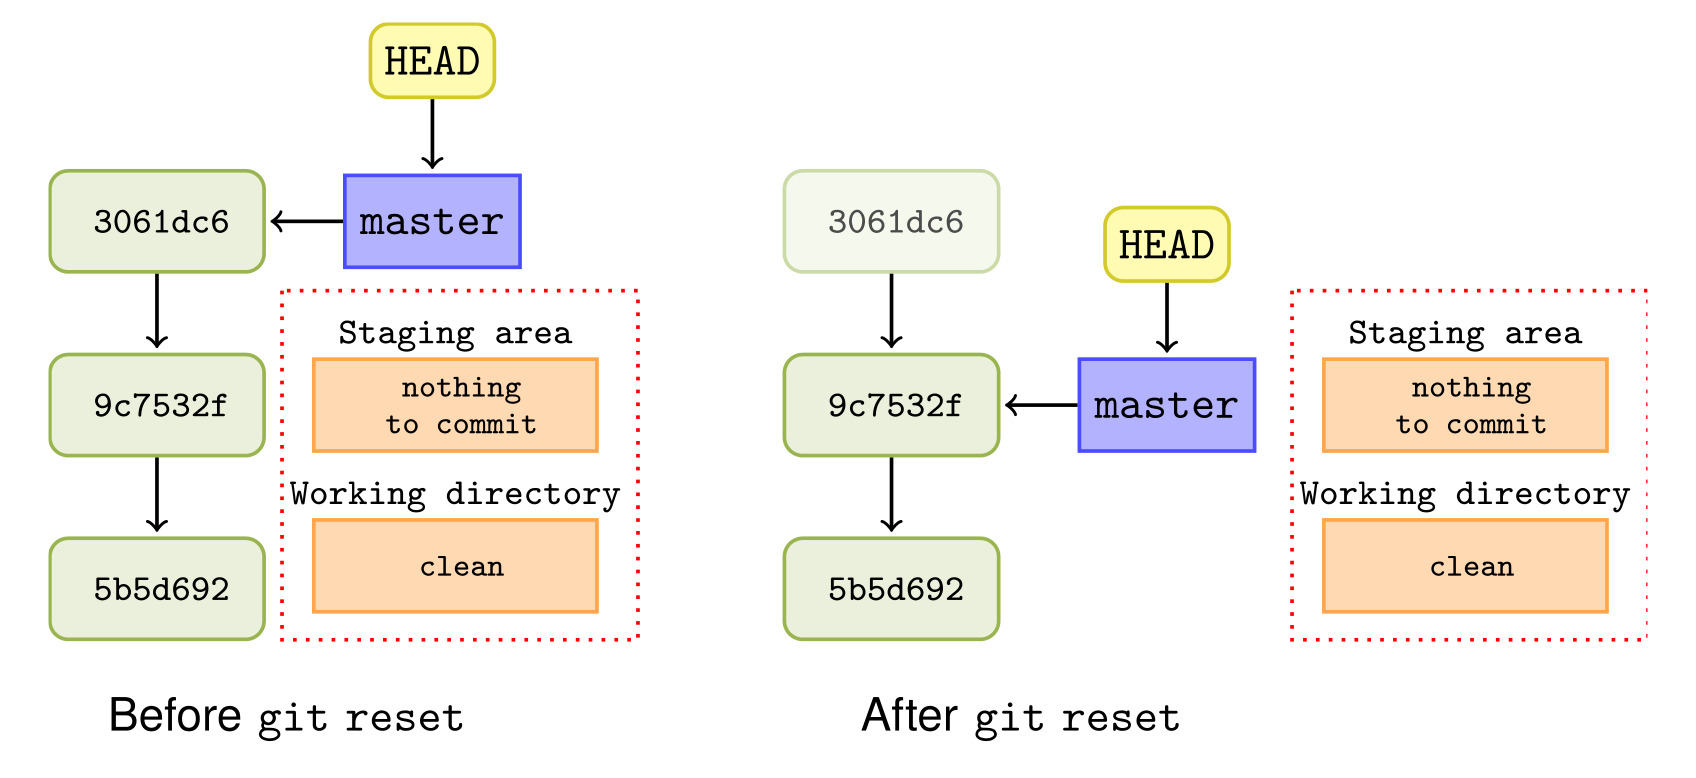 HEAD
3061dc6
master
9c7532f
5b5d692
Staging area
nothing
to commit
Working directory
clean
Before git reset
3061dc6
HEAD
9c7532f
master
5b5d692
Staging area
nothing
to commit
Working directory
clean
After git reset